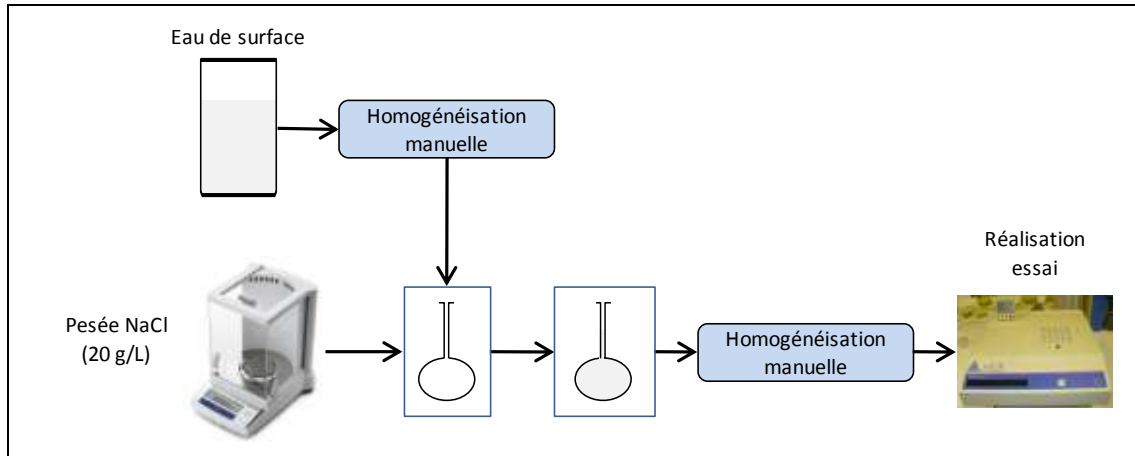 Eau de surface
Homogénéisation
manuelle
Réalisation
essai
Pesée NaCl
(20 g/L)
Homogénéisation
manuelle